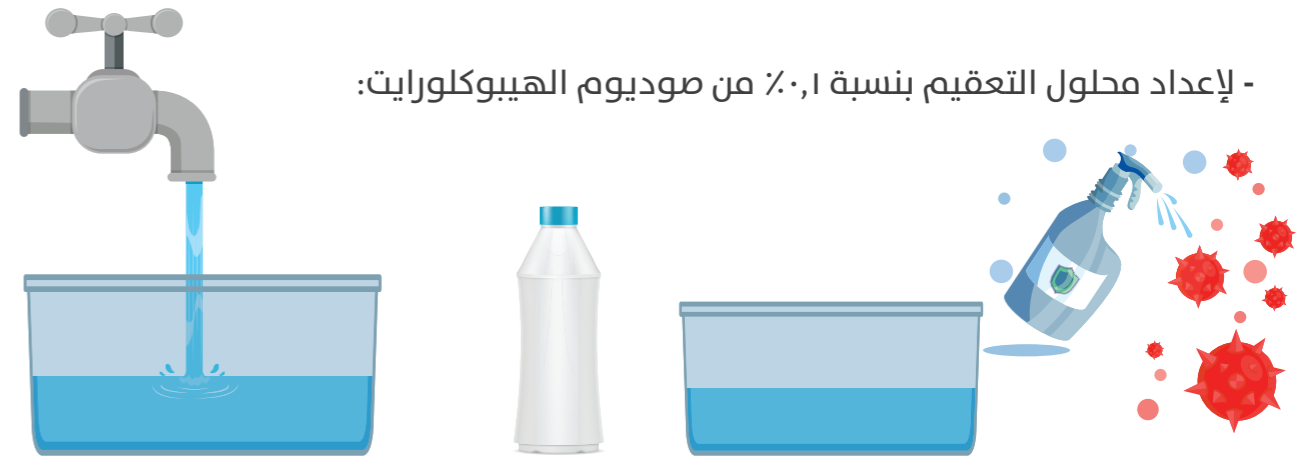 - لإعداد محلول التعقيم بنسبة ٠,١٪ من صوديوم الهيبوكلورايت: